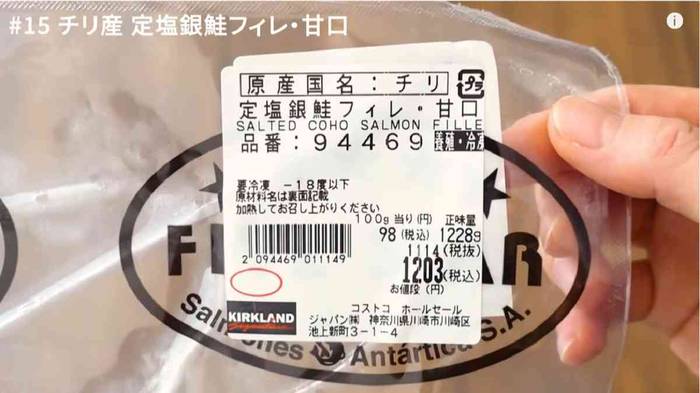 #15 チリ産 定塩銀鮭フィレ・甘口
原産国名：チリ
プラ
定塩銀鮭フィレ・甘口
SALTED COHO SALMON FILLE
品番：94469 養殖・冷凍
要冷凍 －18度以下
原材料名は裏面記載
加熱してお召し上がりください
100g当り(円) 正味量
98(税込) 1228g
1114(税抜)
1203(税込)
お値段(円)
2 094469 011149
KIRKLAND
Signature
コストコ ホールセール
ジャパン㈱ 神奈川県川崎市川崎区
池上新町3-1-4
Antártica S.A.